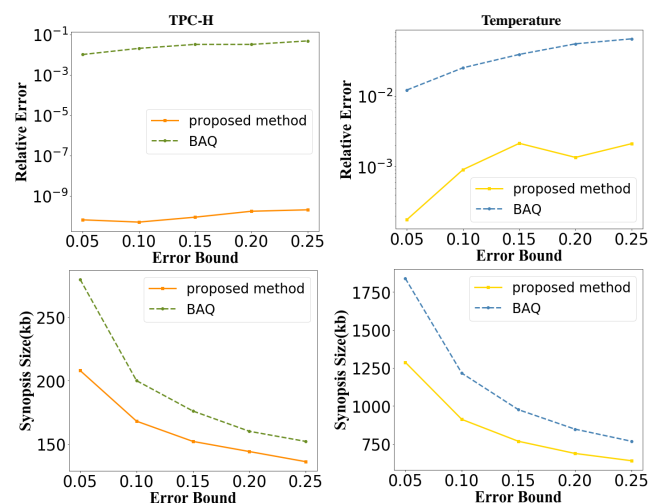 TPC-H
10⁻¹
10⁻³
10⁻⁵
10⁻⁷
10⁻⁹
Relative Error
proposed method
BAQ
0.05 0.10 0.15 0.20 0.25
Error Bound
Temperature
10⁻²
10⁻³
Relative Error
proposed method
BAQ
0.05 0.10 0.15 0.20 0.25
Error Bound
250
200
150
Synopsis Size(kb)
proposed method
BAQ
0.05 0.10 0.15 0.20 0.25
Error Bound
1750
1500
1250
1000
750
Synopsis Size(kb)
proposed method
BAQ
0.05 0.10 0.15 0.20 0.25
Error Bound